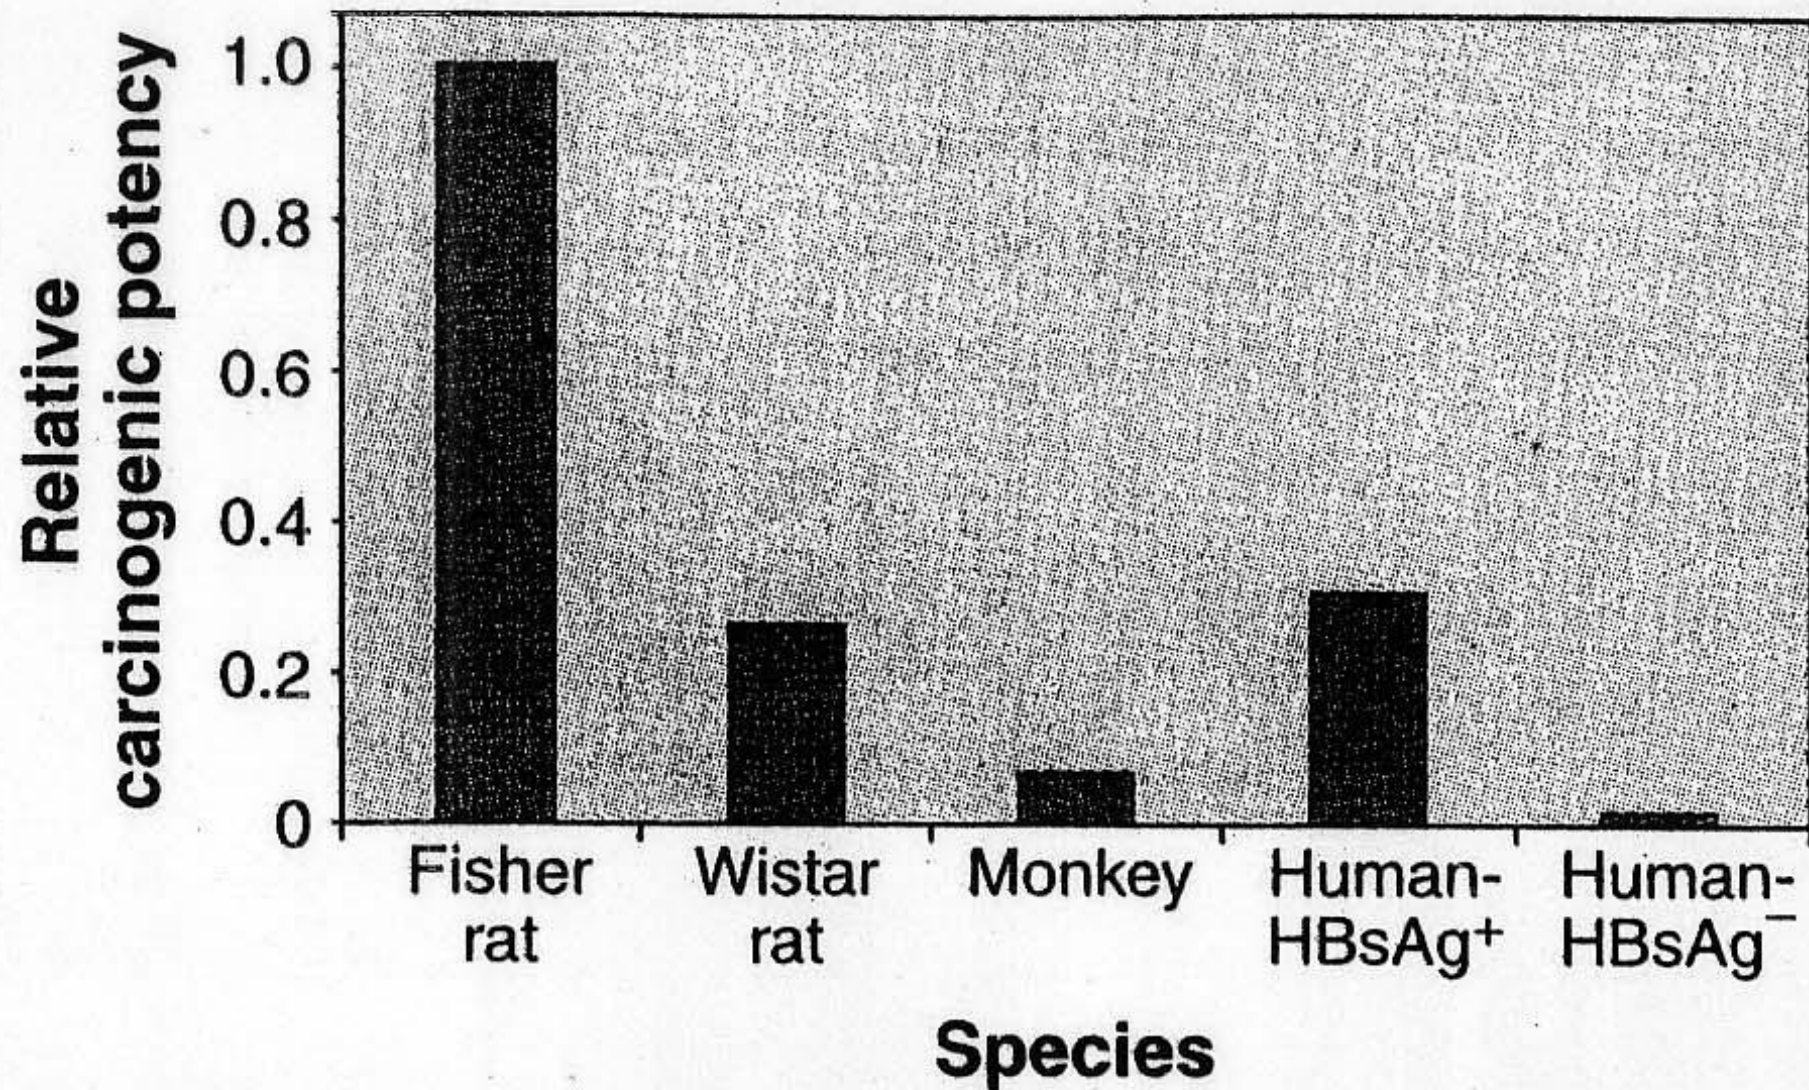 Relative
carcinogenic potency
1.0
0.8
0.6
0.4
0.2
0
Fisher
rat
Wistar
rat
Monkey
Human-
HBsAg⁺
Human-
HBsAg⁻
Species